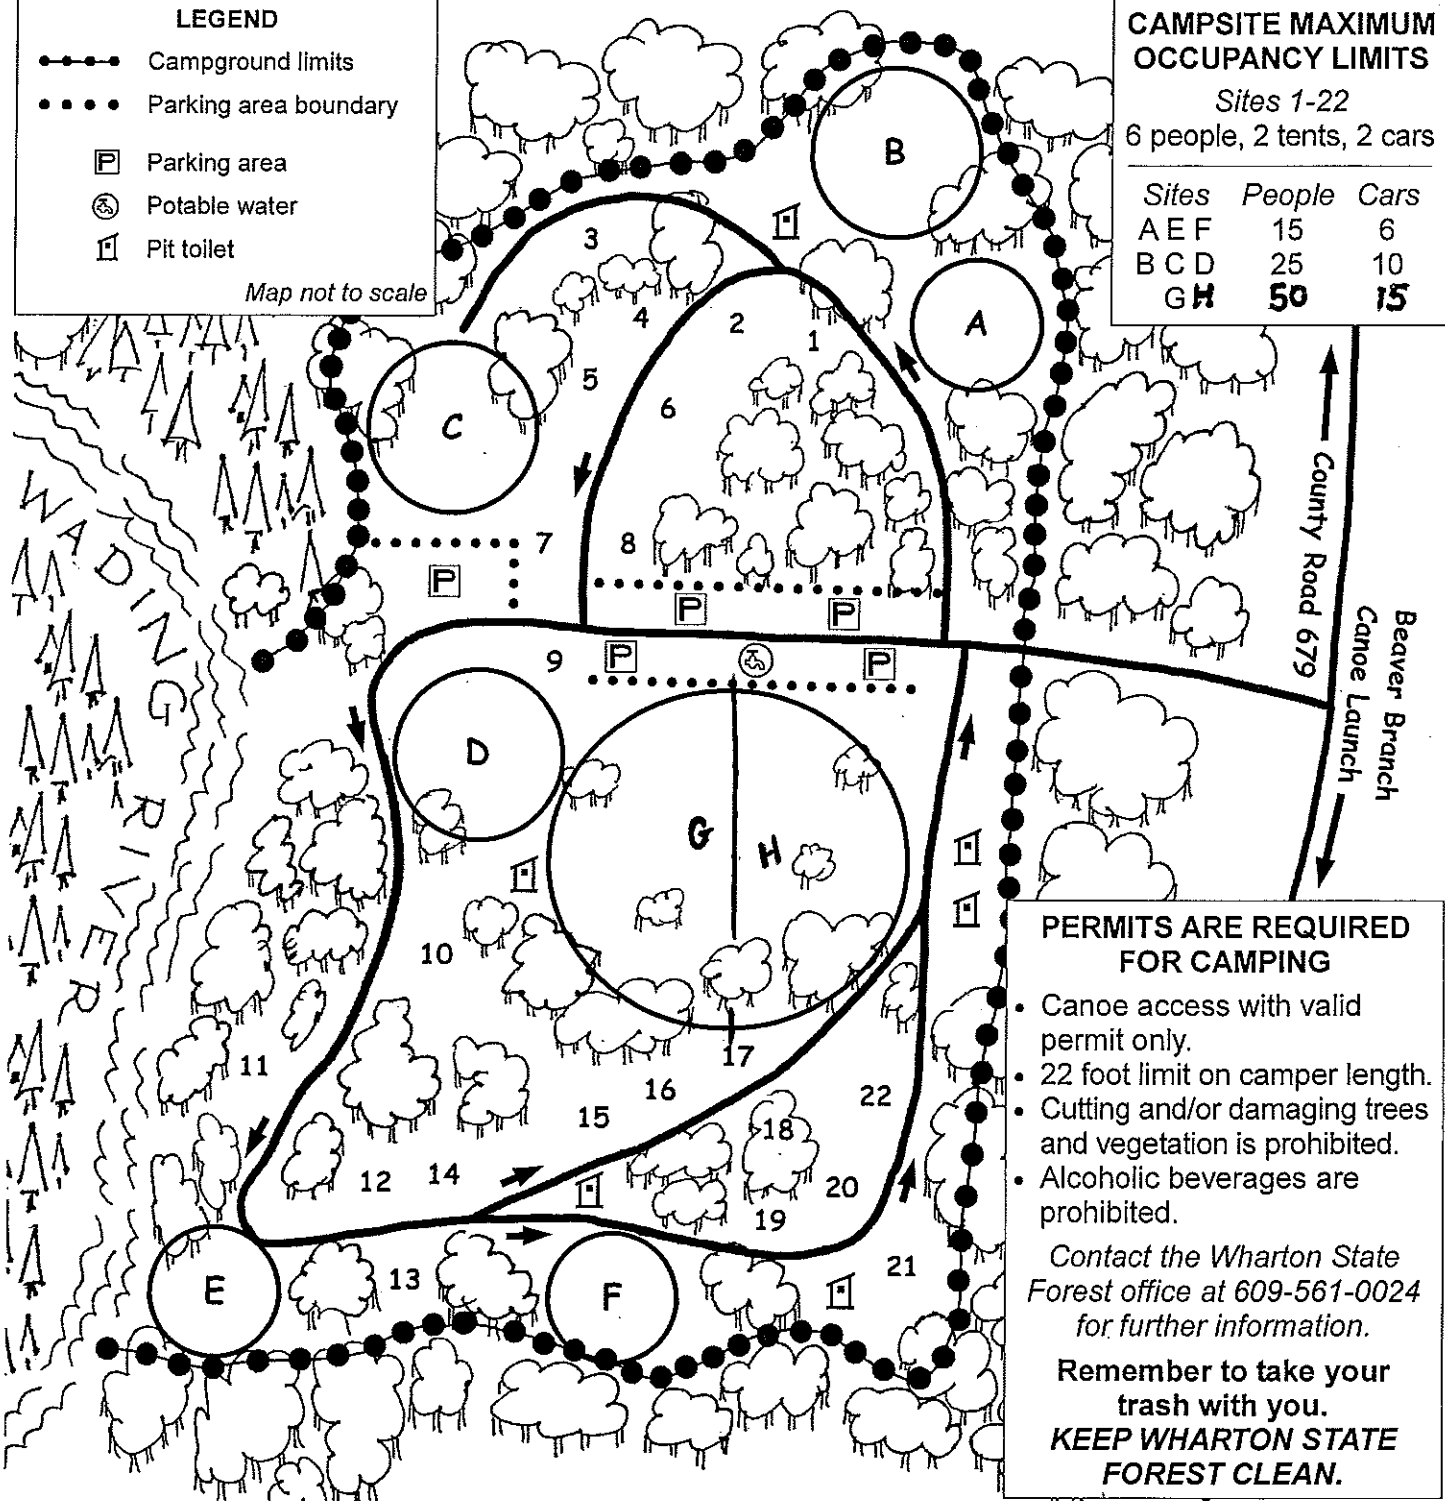 LEGEND
Campground limits
Parking area boundary
P Parking area
Potable water
Pit toilet
Map not to scale
CAMPSITE MAXIMUM
OCCUPANCY LIMITS
Sites 1-22
6 people, 2 tents, 2 cars
Sites People Cars
A E F 15 6
B C D 25 10
G H 50 15
B
3
A
4
2
1
5
6
C
7
8
P
P
P
9
P
P
D
G
H
10
11
17
16
22
15
18
12
14
20
19
13
21
E
F
WADING RIVER
County Road 679
Beaver Branch
Canoe Launch
PERMITS ARE REQUIRED
FOR CAMPING
• Canoe access with valid
permit only.
• 22 foot limit on camper length.
• Cutting and/or damaging trees
and vegetation is prohibited.
• Alcoholic beverages are
prohibited.
Contact the Wharton State
Forest office at 609-561-0024
for further information.
Remember to take your
trash with you.
KEEP WHARTON STATE
FOREST CLEAN.